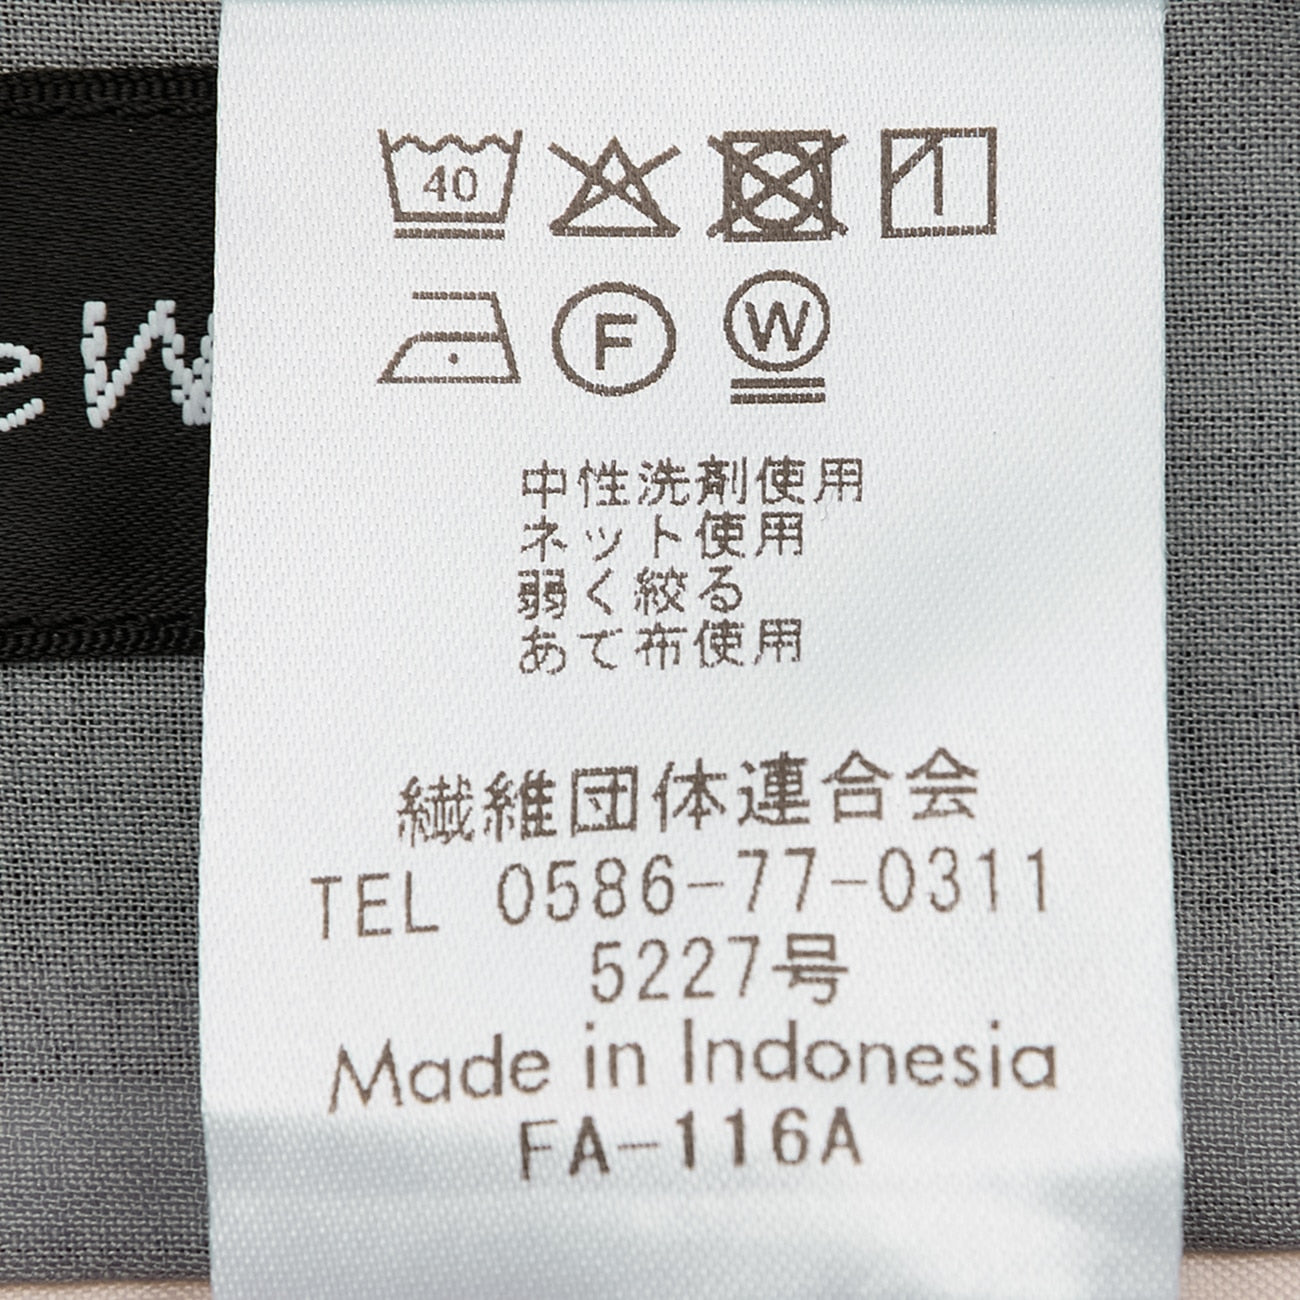 40
F W
中性洗剤使用
ネット使用
弱く絞る
あて布使用
繊維団体連合会
TEL 0586-77-0311
5227号
Made in Indonesia
FA-116A